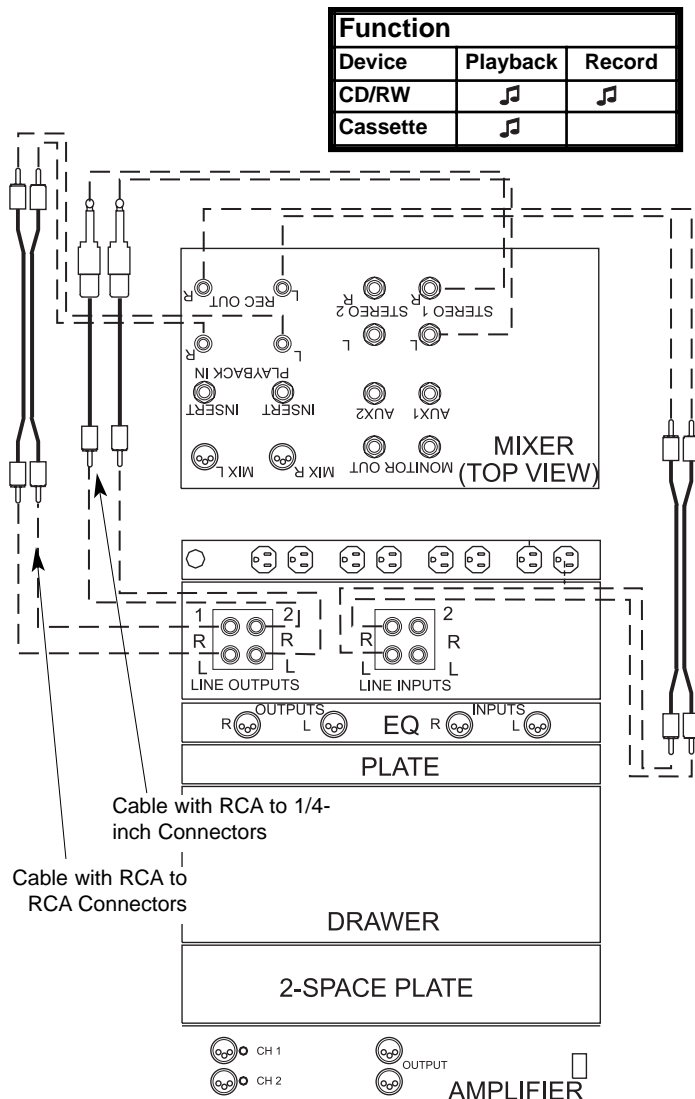 Function
Device Playback Record
CD/RW ♫ ♫
Cassette ♫
R REC OUT L
R STEREO 2 R STEREO 1
R PLAYBACK IN L
L L
INSERT INSERT
AUX2 AUX1
MIX L MIX R
MONITOR OUT
MIXER
(TOP VIEW)
1 2 2
R R R R
L L L L
LINE OUTPUTS LINE INPUTS
OUTPUTS INPUTS
R L EQ R L
PLATE
Cable with RCA to 1/4-
inch Connectors
Cable with RCA to
RCA Connectors
DRAWER
2-SPACE PLATE
CH 1
OUTPUT
CH 2
AMPLIFIER